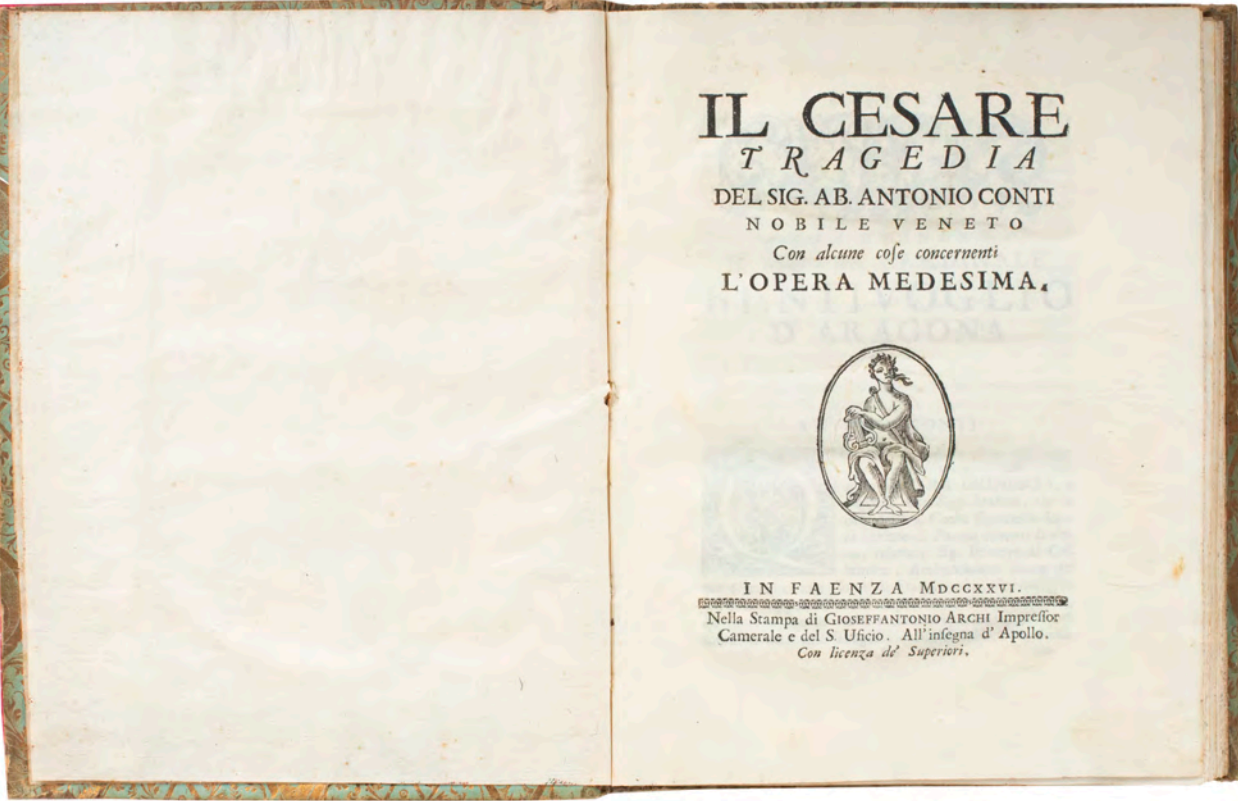 IL CESARE
TRAGEDIA
DEL SIG. AB. ANTONIO CONTI
NOBILE VENETO
Con alcune coſe concernenti
L'OPERA MEDESIMA.
IN FAENZA MDCCXXVI.
Nella Stampa di GIOSEFFANTONIO ARCHI Impreſſor
Camerale e del S. Uficio. All'inſegna d' Apollo.
Con licenza de' Superiori.